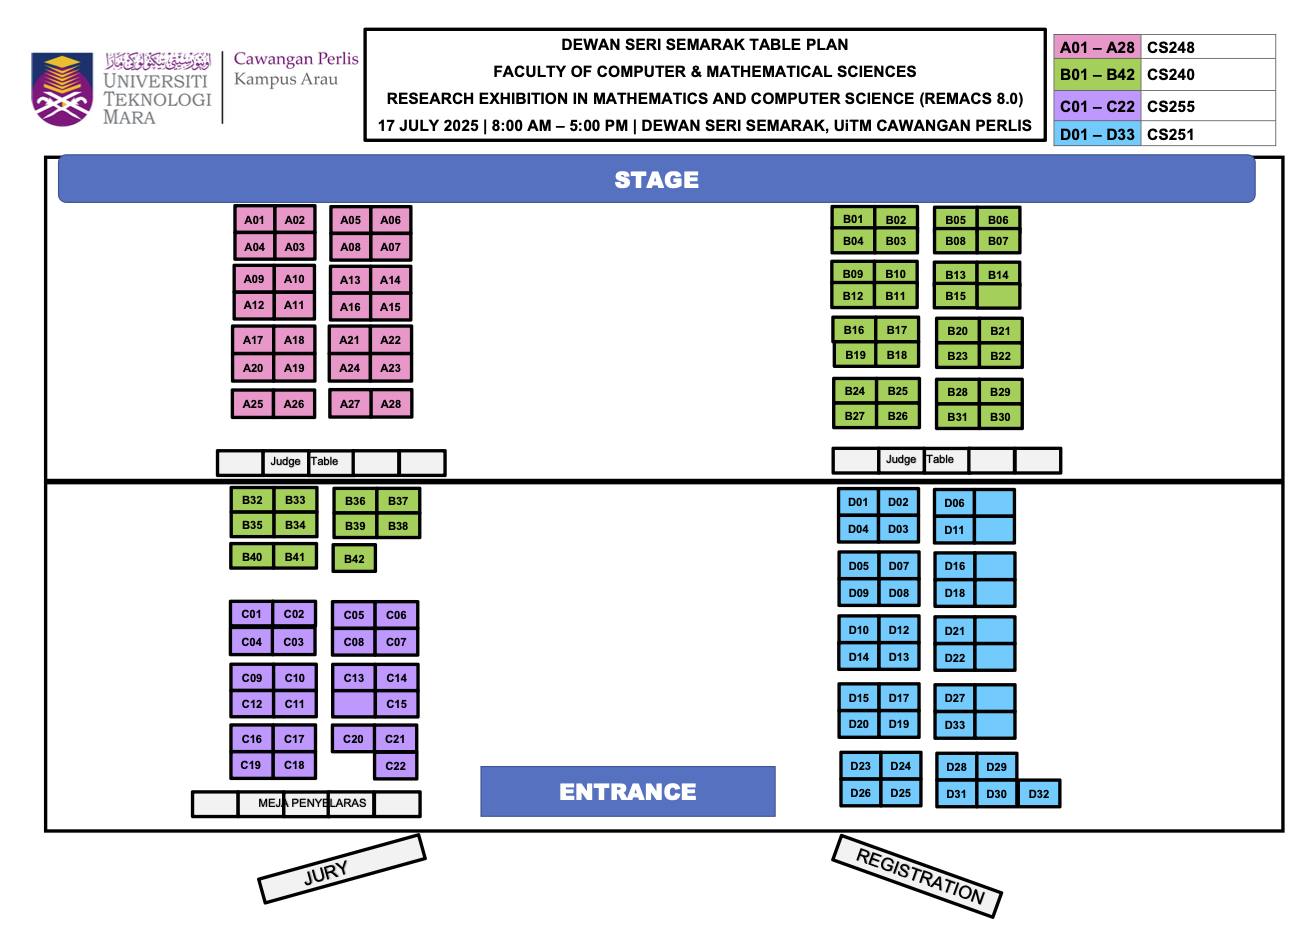 اونيۏرسيتي تيكنولوݢي مارا
UNIVERSITI
TEKNOLOGI
MARA
Cawangan Perlis
Kampus Arau
DEWAN SERI SEMARAK TABLE PLAN
FACULTY OF COMPUTER & MATHEMATICAL SCIENCES
RESEARCH EXHIBITION IN MATHEMATICS AND COMPUTER SCIENCE (REMACS 8.0)
17 JULY 2025 | 8:00 AM – 5:00 PM | DEWAN SERI SEMARAK, UiTM CAWANGAN PERLIS
A01 – A28 CS248
B01 – B42 CS240
C01 – C22 CS255
D01 – D33 CS251
STAGE
A01 A02 A05 A06
A04 A03 A08 A07
A09 A10 A13 A14
A12 A11 A16 A15
A17 A18 A21 A22
A20 A19 A24 A23
A25 A26 A27 A28
Judge Table
B01 B02 B05 B06
B04 B03 B08 B07
B09 B10 B13 B14
B12 B11 B15
B16 B17 B20 B21
B19 B18 B23 B22
B24 B25 B28 B29
B27 B26 B31 B30
Judge Table
B32 B33 B36 B37
B35 B34 B39 B38
B40 B41 B42
C01 C02 C05 C06
C04 C03 C08 C07
C09 C10 C13 C14
C12 C11 C15
C16 C17 C20 C21
C19 C18 C22
MEJA PENYELARAS
D01 D02 D06
D04 D03 D11
D05 D07 D16
D09 D08 D18
D10 D12 D21
D14 D13 D22
D15 D17 D27
D20 D19 D33
D23 D24 D28 D29
D26 D25 D31 D30 D32
ENTRANCE
JURY
REGISTRATION